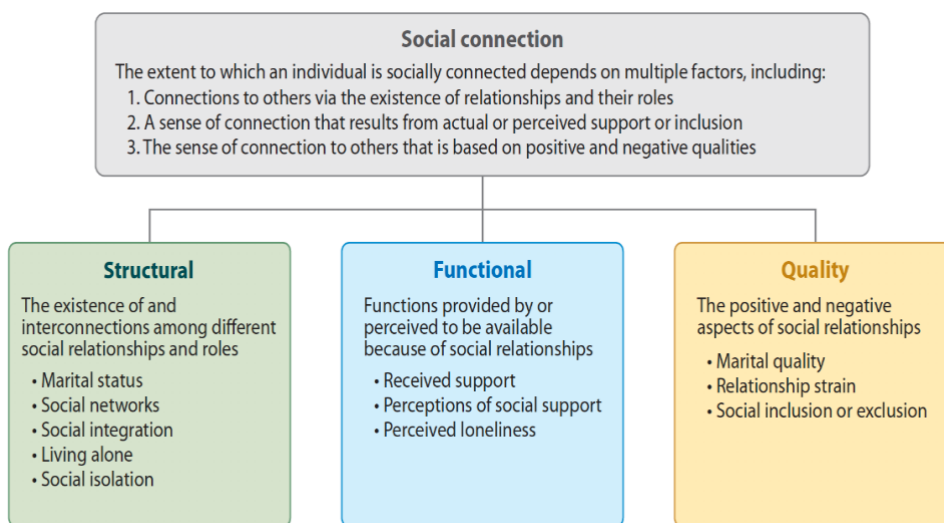 Social connection
The extent to which an individual is socially connected depends on multiple factors, including:
1. Connections to others via the existence of relationships and their roles
2. A sense of connection that results from actual or perceived support or inclusion
3. The sense of connection to others that is based on positive and negative qualities
Structural
The existence of and
interconnections among different
social relationships and roles
• Marital status
• Social networks
• Social integration
• Living alone
• Social isolation
Functional
Functions provided by or
perceived to be available
because of social relationships
• Received support
• Perceptions of social support
• Perceived loneliness
Quality
The positive and negative
aspects of social relationships
• Marital quality
• Relationship strain
• Social inclusion or exclusion